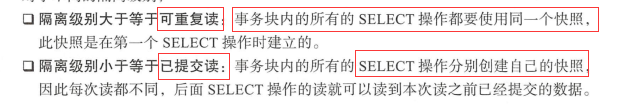 ❑ 隔离级别大于等于可重复读：事务块内的所有的 SELECT 操作都要使用同一个快照，
此快照是在第一个 SELECT 操作时建立的。
❑ 隔离级别小于等于已提交读：事务块内的所有的 SELECT 操作分别创建自己的快照，
因此每次读都不同，后面 SELECT 操作的读就可以读到本次读之前已经提交的数据。